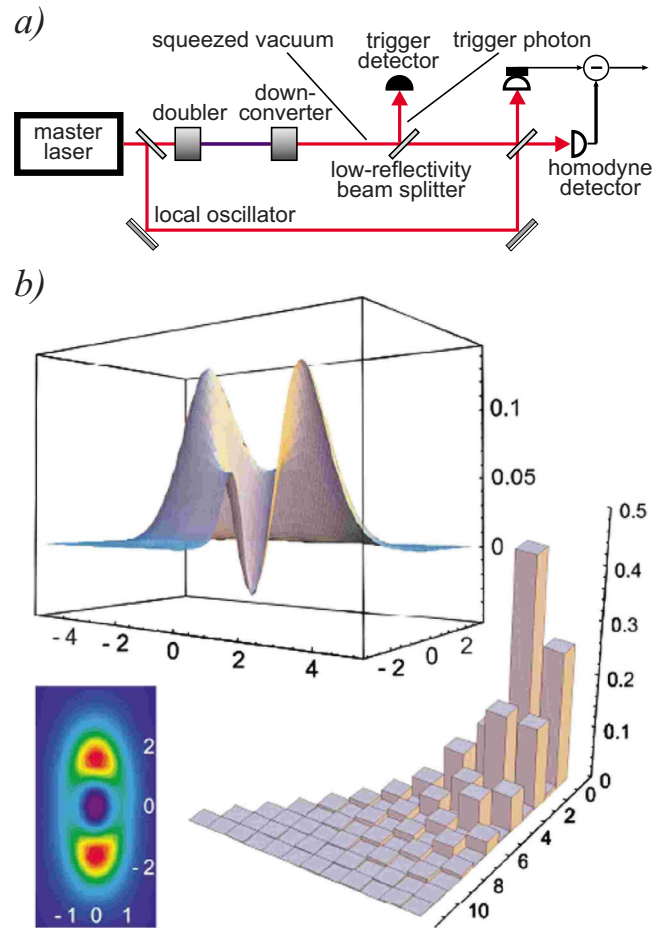 a)
squeezed vacuum
trigger detector
trigger photon
doubler
down-converter
master laser
low-reflectivity beam splitter
homodyne detector
local oscillator
−
b)
0.1
0.05
0
-4 -2 0 2 4
-2 0 2
0.5
0.4
0.3
0.2
0.1
0
0
2
4
6
8
10
2
0
-2
-1 0 1